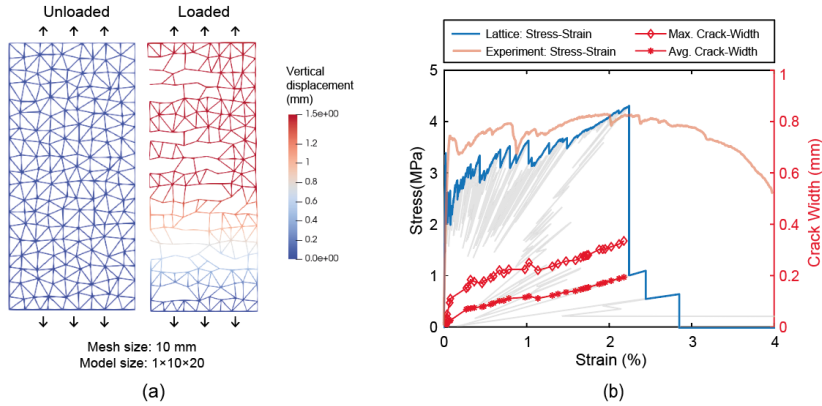 Unloaded
Loaded
Vertical
displacement
(mm)
1.5e+00
1.2
1
0.8
0.6
0.4
0.2
0.0e+00
Mesh size: 10 mm
Model size: 1×10×20
(a)
Lattice: Stress-Strain
Max. Crack-Width
Experiment: Stress-Strain
Avg. Crack-Width
5
4
3
2
1
0
Stress(MPa)
0
1
2
3
4
Strain (%)
1
0.8
0.6
0.4
0.2
0
Crack Width (mm)
(b)